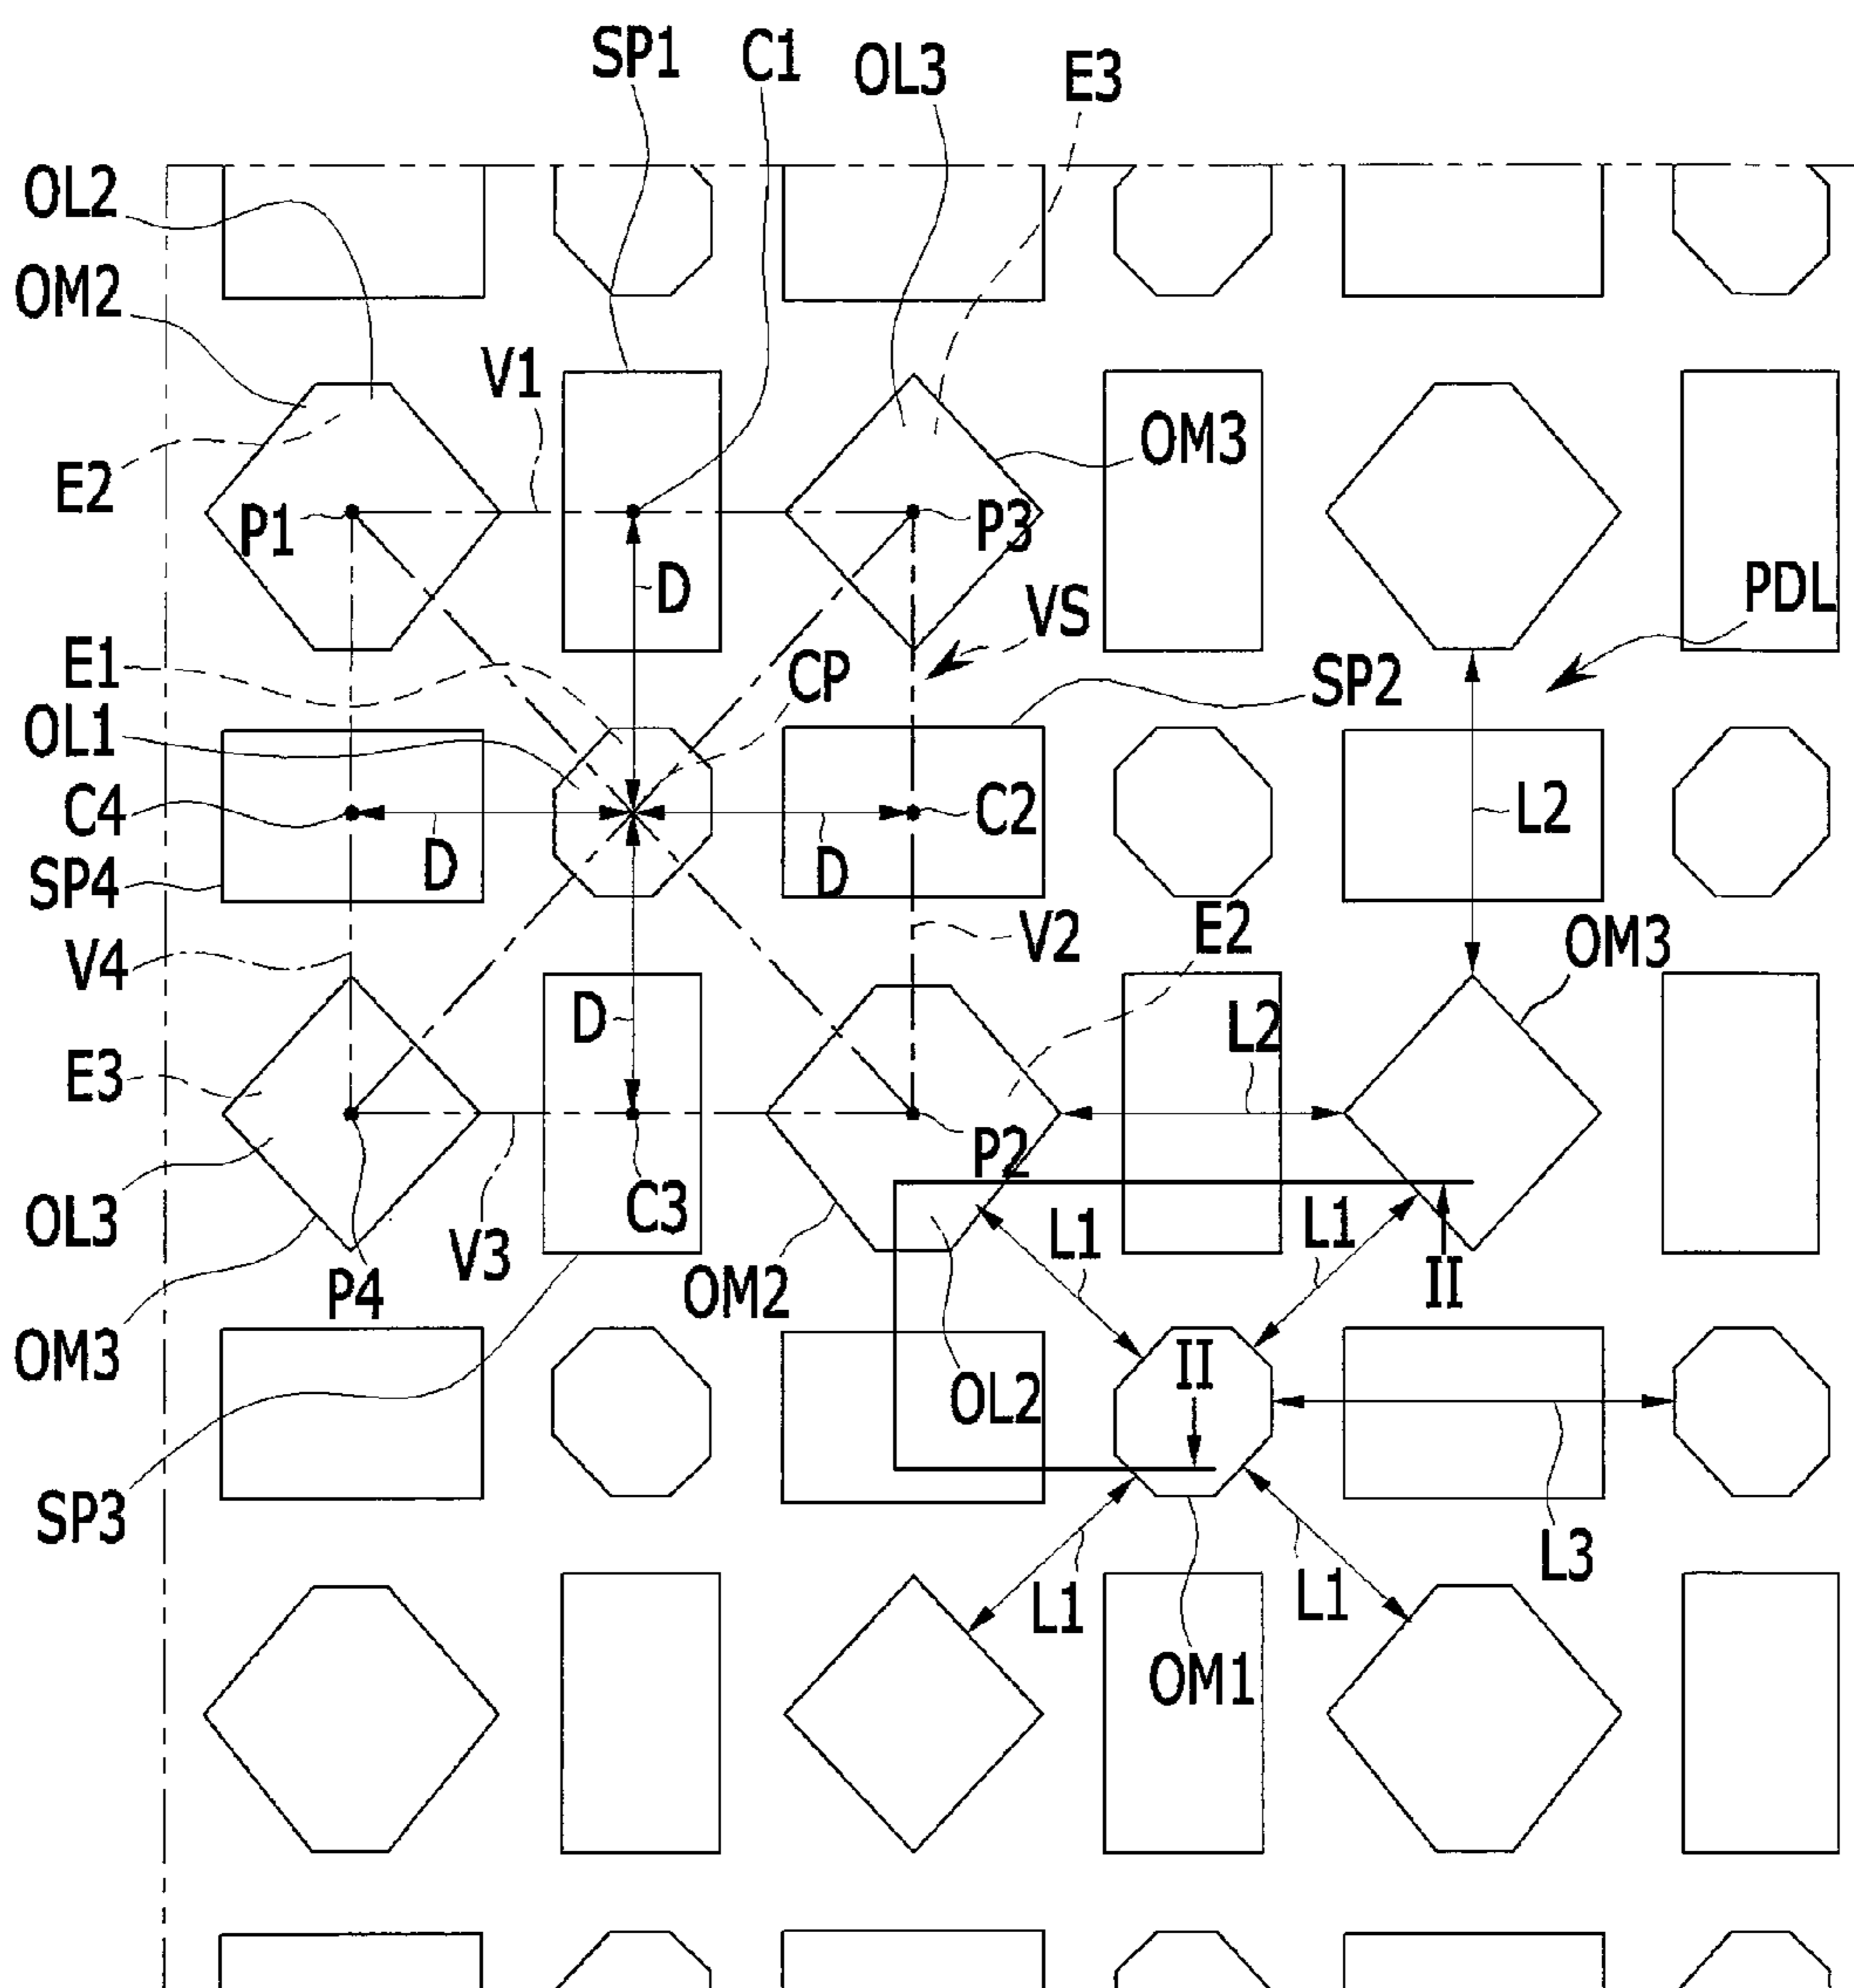 SP1
C1
OL3
E3
OL2
OM2
V1
OM3
E2
P1
P3
D
VS
PDL
E1
CP
SP2
OL1
C4
C2
L2
D
D
SP4
V2
E2
OM3
V4
D
L2
E3
P2
OL3
C3
L1
L1
V3
P4
OM2
II
OM3
II
OL2
SP3
L3
L1
L1
OM1